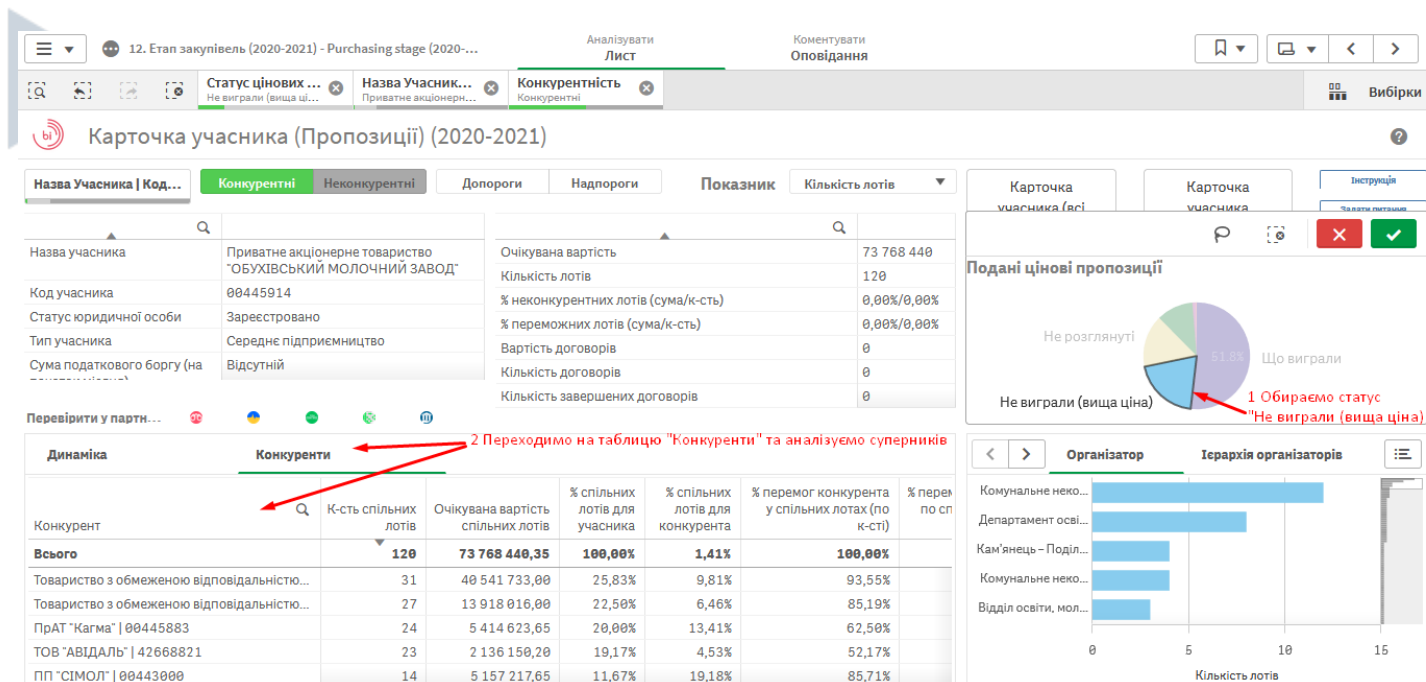 12. Етап закупівель (2020-2021) - Purchasing stage (2020-...
Аналізувати
Лист
Коментувати
Оповідання
Статус цінових ...
Не виграли (вища ці...
Назва Учасник...
Приватне акціонерн...
Конкурентність
Конкурентні
Вибірки
bi
Карточка учасника (Пропозиції) (2020-2021)
Назва Учасника | Код...
Конкурентні
Неконкурентні
Допороги
Надпороги
Показник
Кількість лотів
Карточка
учасника (всі
Карточка
учасника
Інструкція
Задати питання
Назва учасника
Приватне акціонерне товариство
"ОБУХІВСЬКИЙ МОЛОЧНИЙ ЗАВОД"
Код учасника
00445914
Статус юридичної особи
Зареєстровано
Тип учасника
Середнє підприємництво
Сума податкового боргу (на
Відсутній
Очікувана вартість
73 768 440
Кількість лотів
120
% неконкурентних лотів (сума/к-сть)
0,00%/0,00%
% переможних лотів (сума/к-сть)
0,00%/0,00%
Вартість договорів
0
Кількість договорів
0
Кількість завершених договорів
0
Подані цінові пропозиції
Не розглянуті
51.8%
Що виграли
Не виграли (вища ціна)
1 Обираємо статус
"Не виграли (вища ціна)
Перевірити у партн...
2 Переходимо на таблицю "Конкуренти" та аналізуємо суперників
Динаміка
Конкуренти
Конкурент
К-сть спільних
лотів
Очікувана вартість
спільних лотів
% спільних
лотів для
учасника
% спільних
лотів для
конкурента
% перемог конкурента
у спільних лотах (по
к-сті)
% перем
по сп
Всього
120
73 768 440,35
100,00%
1,41%
100,00%
Товариство з обмеженою відповідальністю...
31
40 541 733,00
25,83%
9,81%
93,55%
Товариство з обмеженою відповідальністю...
27
13 918 016,00
22,50%
6,46%
85,19%
ПрАТ "Кагма" | 00445883
24
5 414 623,65
20,00%
13,41%
62,50%
ТОВ "АВІДАЛЬ" | 42668821
23
2 136 150,20
19,17%
4,53%
52,17%
ПП "СІМОЛ" | 00443000
14
5 157 217,65
11,67%
19,18%
85,71%
Організатор
Ієрархія організаторів
Комунальне неко...
Департамент осві...
Кам'янець – Поділ...
Комунальне неко...
Відділ освіти, мол...
0
5
10
15
Кількість лотів